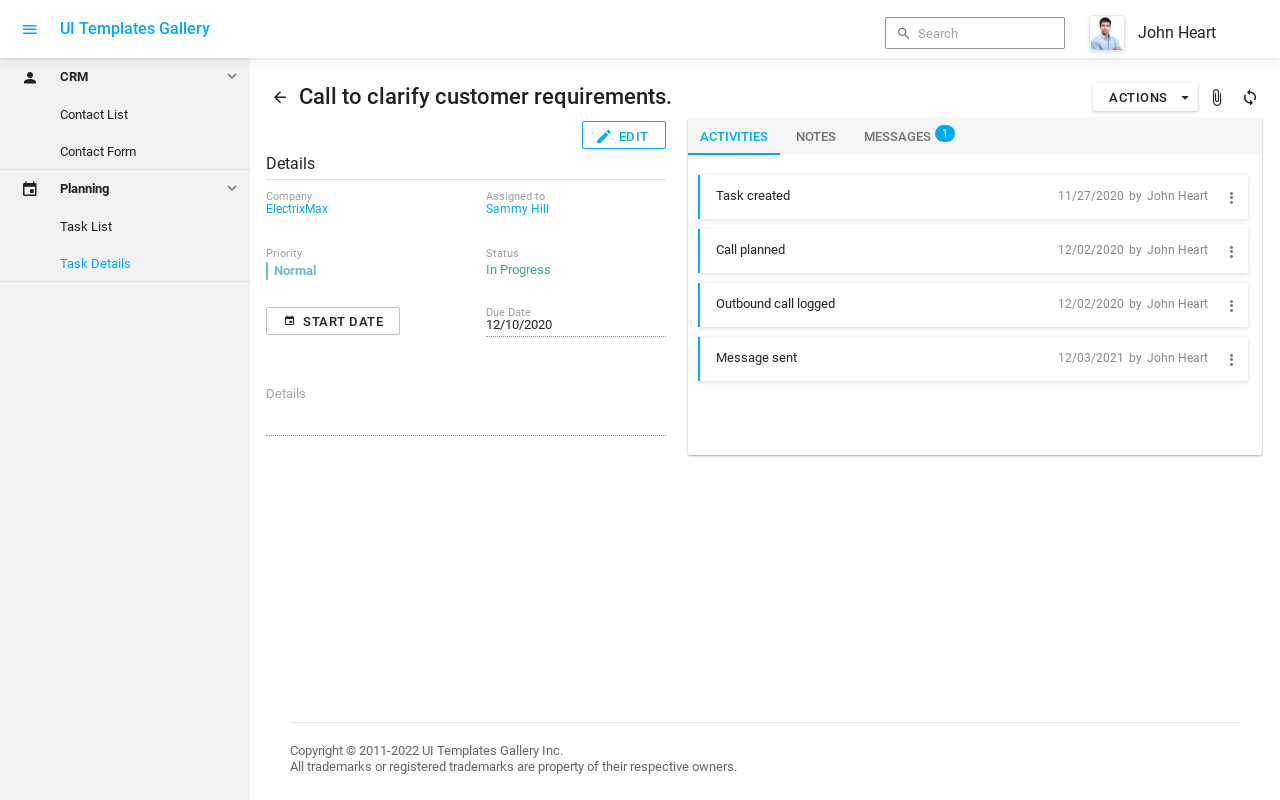 UI Templates Gallery
Search
John Heart
CRM
Contact List
Contact Form
Planning
Task List
Task Details
Call to clarify customer requirements.
ACTIONS
EDIT
Details
Company
ElectrixMax
Assigned to
Sammy Hill
Priority
Normal
Status
In Progress
START DATE
Due Date
12/10/2020
Details
ACTIVITIES
NOTES
MESSAGES 1
Task created 11/27/2020 by John Heart
Call planned 12/02/2020 by John Heart
Outbound call logged 12/02/2020 by John Heart
Message sent 12/03/2021 by John Heart
Copyright © 2011-2022 UI Templates Gallery Inc.
All trademarks or registered trademarks are property of their respective owners.